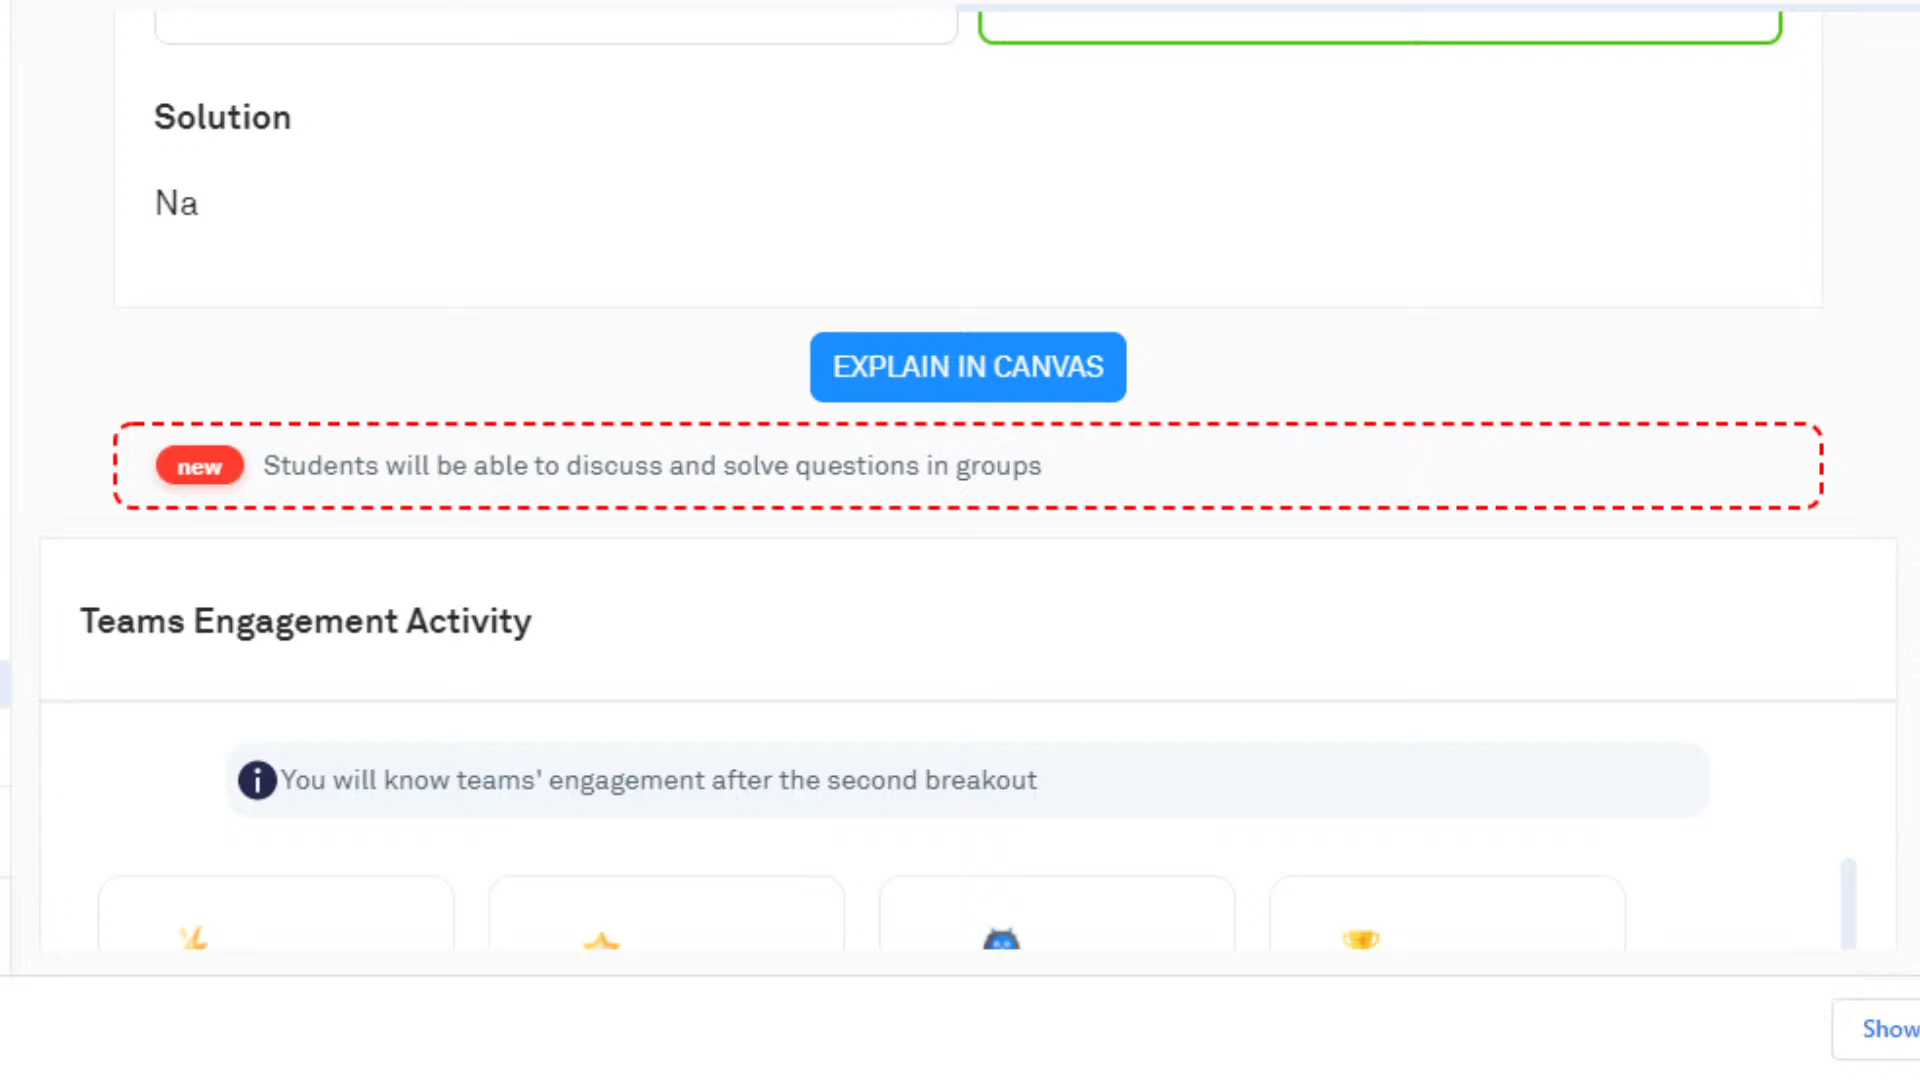 Solution
Na
EXPLAIN IN CANVAS
new Students will be able to discuss and solve questions in groups
Teams Engagement Activity
You will know teams' engagement after the second breakout
Show